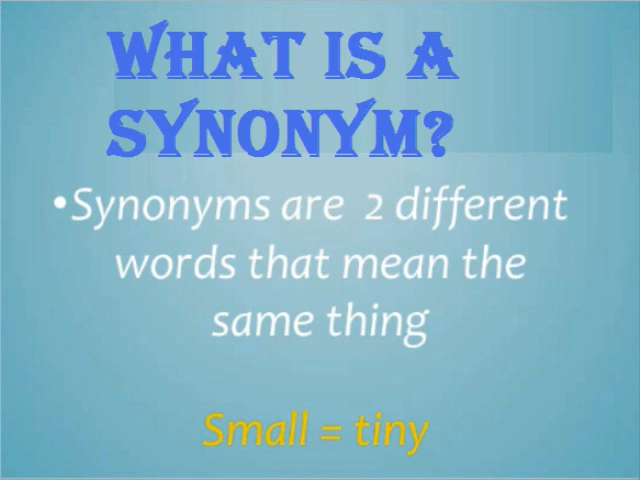 WHAT IS A
SYNONYM?
•Synonyms are 2 different
words that mean the
same thing
Small = tiny